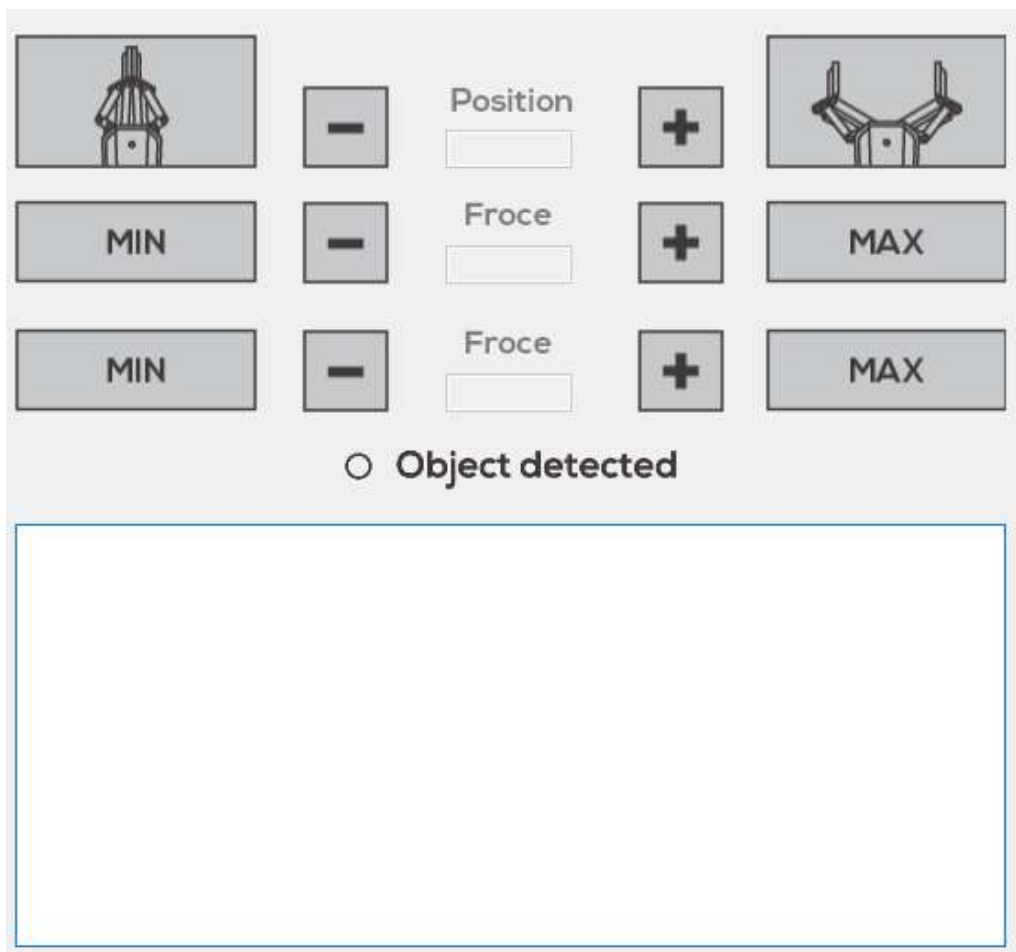 Position
Froce
MIN MAX
Froce
MIN MAX
Object detected